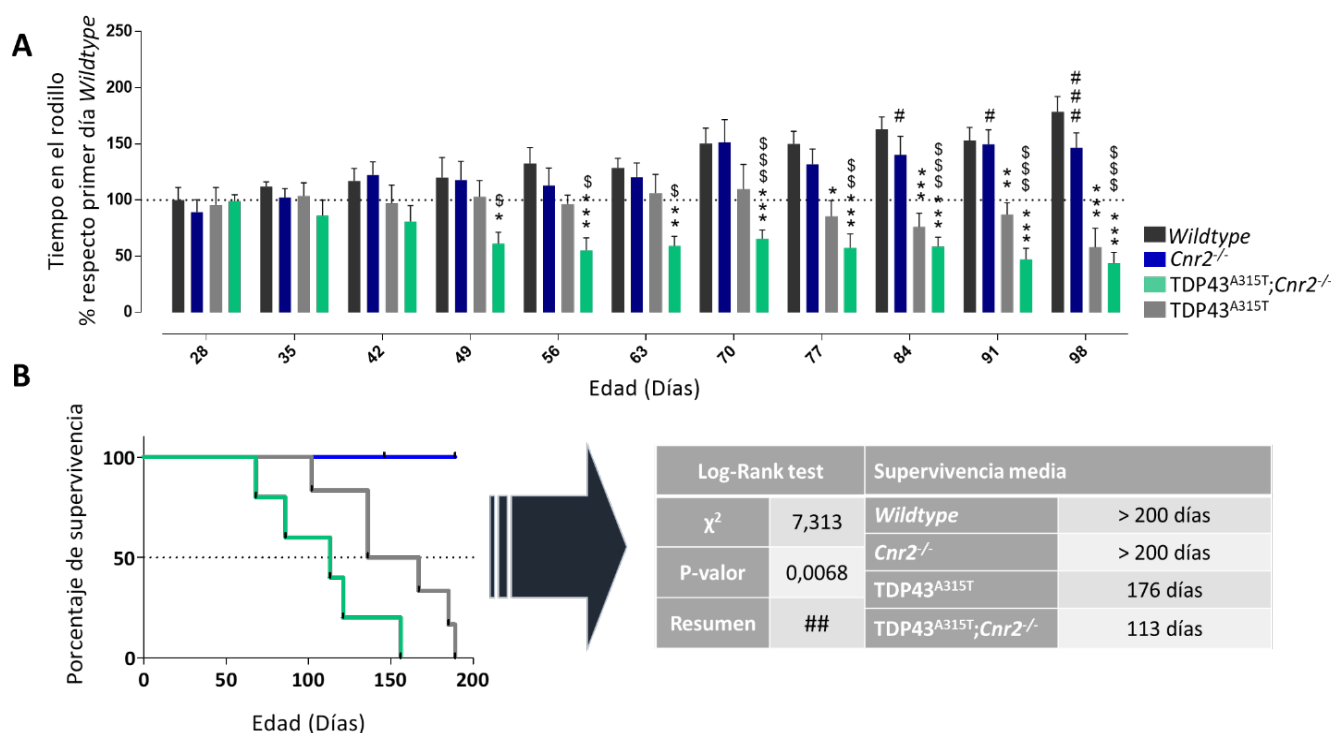 A
Tiempo en el rodillo
% respecto primer día Wildtype
250
200
150
100
50
0
$ *
$ ***
$ **
$$$ ***
*
$$ ***
#
***
$$ ***
#
**
$$$ ***
###
***
$$$ ***
28
35
42
49
56
63
70
77
84
91
98
Edad (Días)
Wildtype
Cnr2-/-
TDP43A315T;Cnr2-/-
TDP43A315T
B
Porcentaje de supervivencia
100
50
0
0
50
100
150
200
Edad (Días)
Log-Rank test
χ2
7,313
P-valor
0,0068
Resumen
##
Supervivencia media
Wildtype
> 200 días
Cnr2-/-
> 200 días
TDP43A315T
176 días
TDP43A315T;Cnr2-/-
113 días